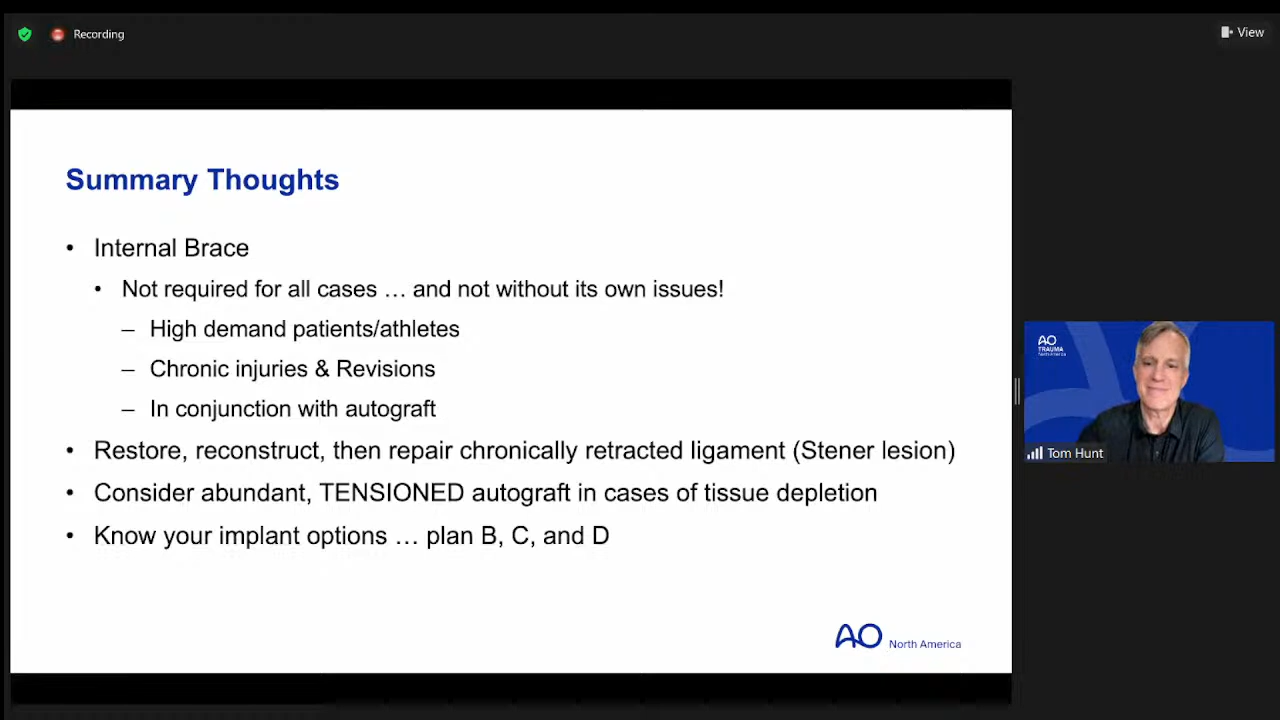 Recording
View
Summary Thoughts
• Internal Brace
• Not required for all cases … and not without its own issues!
– High demand patients/athletes
– Chronic injuries & Revisions
– In conjunction with autograft
• Restore, reconstruct, then repair chronically retracted ligament (Stener lesion)
• Consider abundant, TENSIONED autograft in cases of tissue depletion
• Know your implant options … plan B, C, and D
AO North America
AO
TRAUMA
North America
Tom Hunt